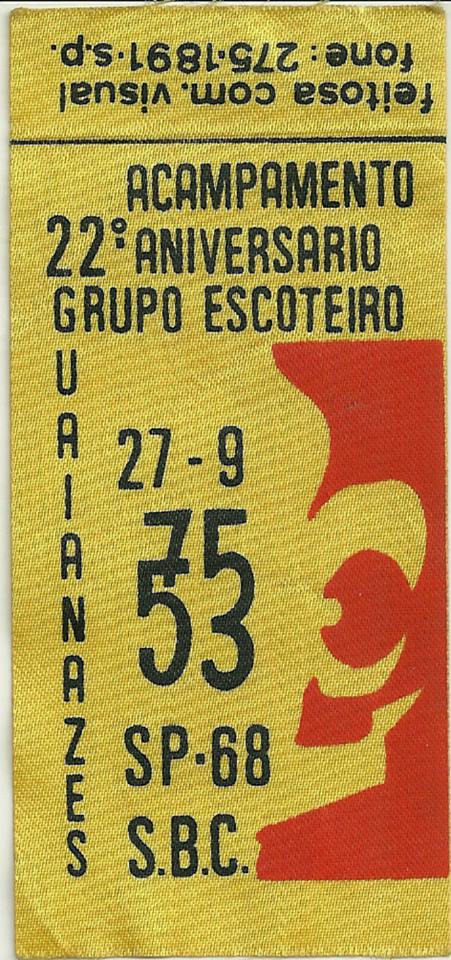 feitosa com. visual
fone: 275-1891-s.p.
ACAMPAMENTO
22º ANIVERSARIO
GRUPO ESCOTEIRO
GUAIANAZES
27-9
75
53
SP-68
S.B.C.